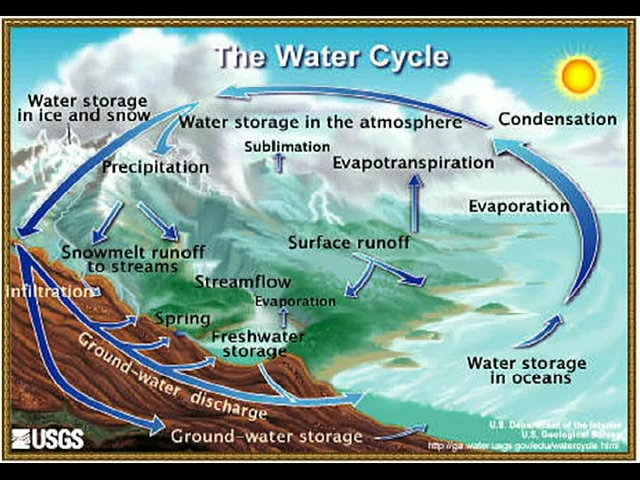 The Water Cycle
Water storage
in ice and snow
Water storage in the atmosphere
Condensation
Sublimation
Precipitation
Evapotranspiration
Evaporation
Snowmelt runoff
to streams
Surface runoff
Streamflow
Infiltration
Evaporation
Spring
Freshwater
storage
Ground-water discharge
Water storage
in oceans
Ground-water storage
USGS
U.S. Department of the Interior
U.S. Geological Survey
http://ga.water.usgs.gov/edu/watercycle.html